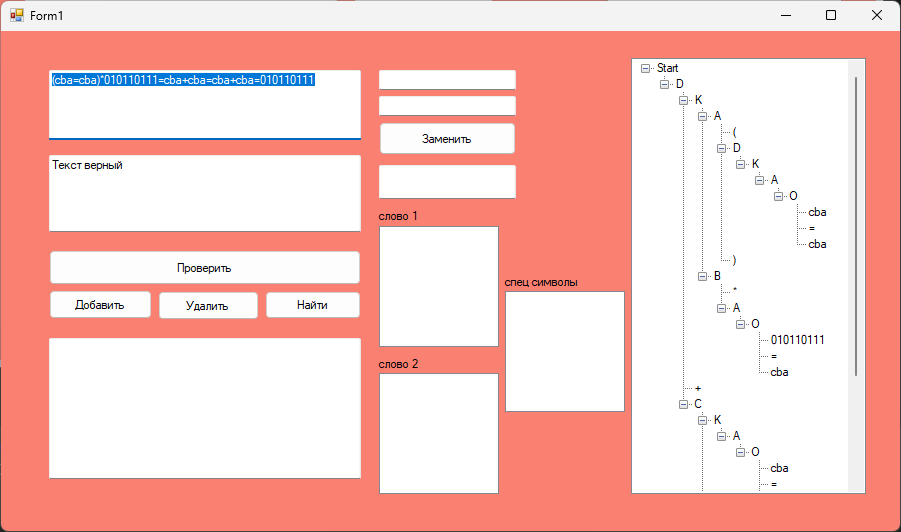 Form1
(cba=cba)*010110111=cba+cba=cba+cba=010110111
Текст верный
Проверить
Добавить
Удалить
Найти
Заменить
слово 1
слово 2
спец символы
Start
D
K
A
(
D
K
A
O
cba
=
cba
)
B
*
A
O
010110111
=
cba
+
C
K
A
O
cba
=